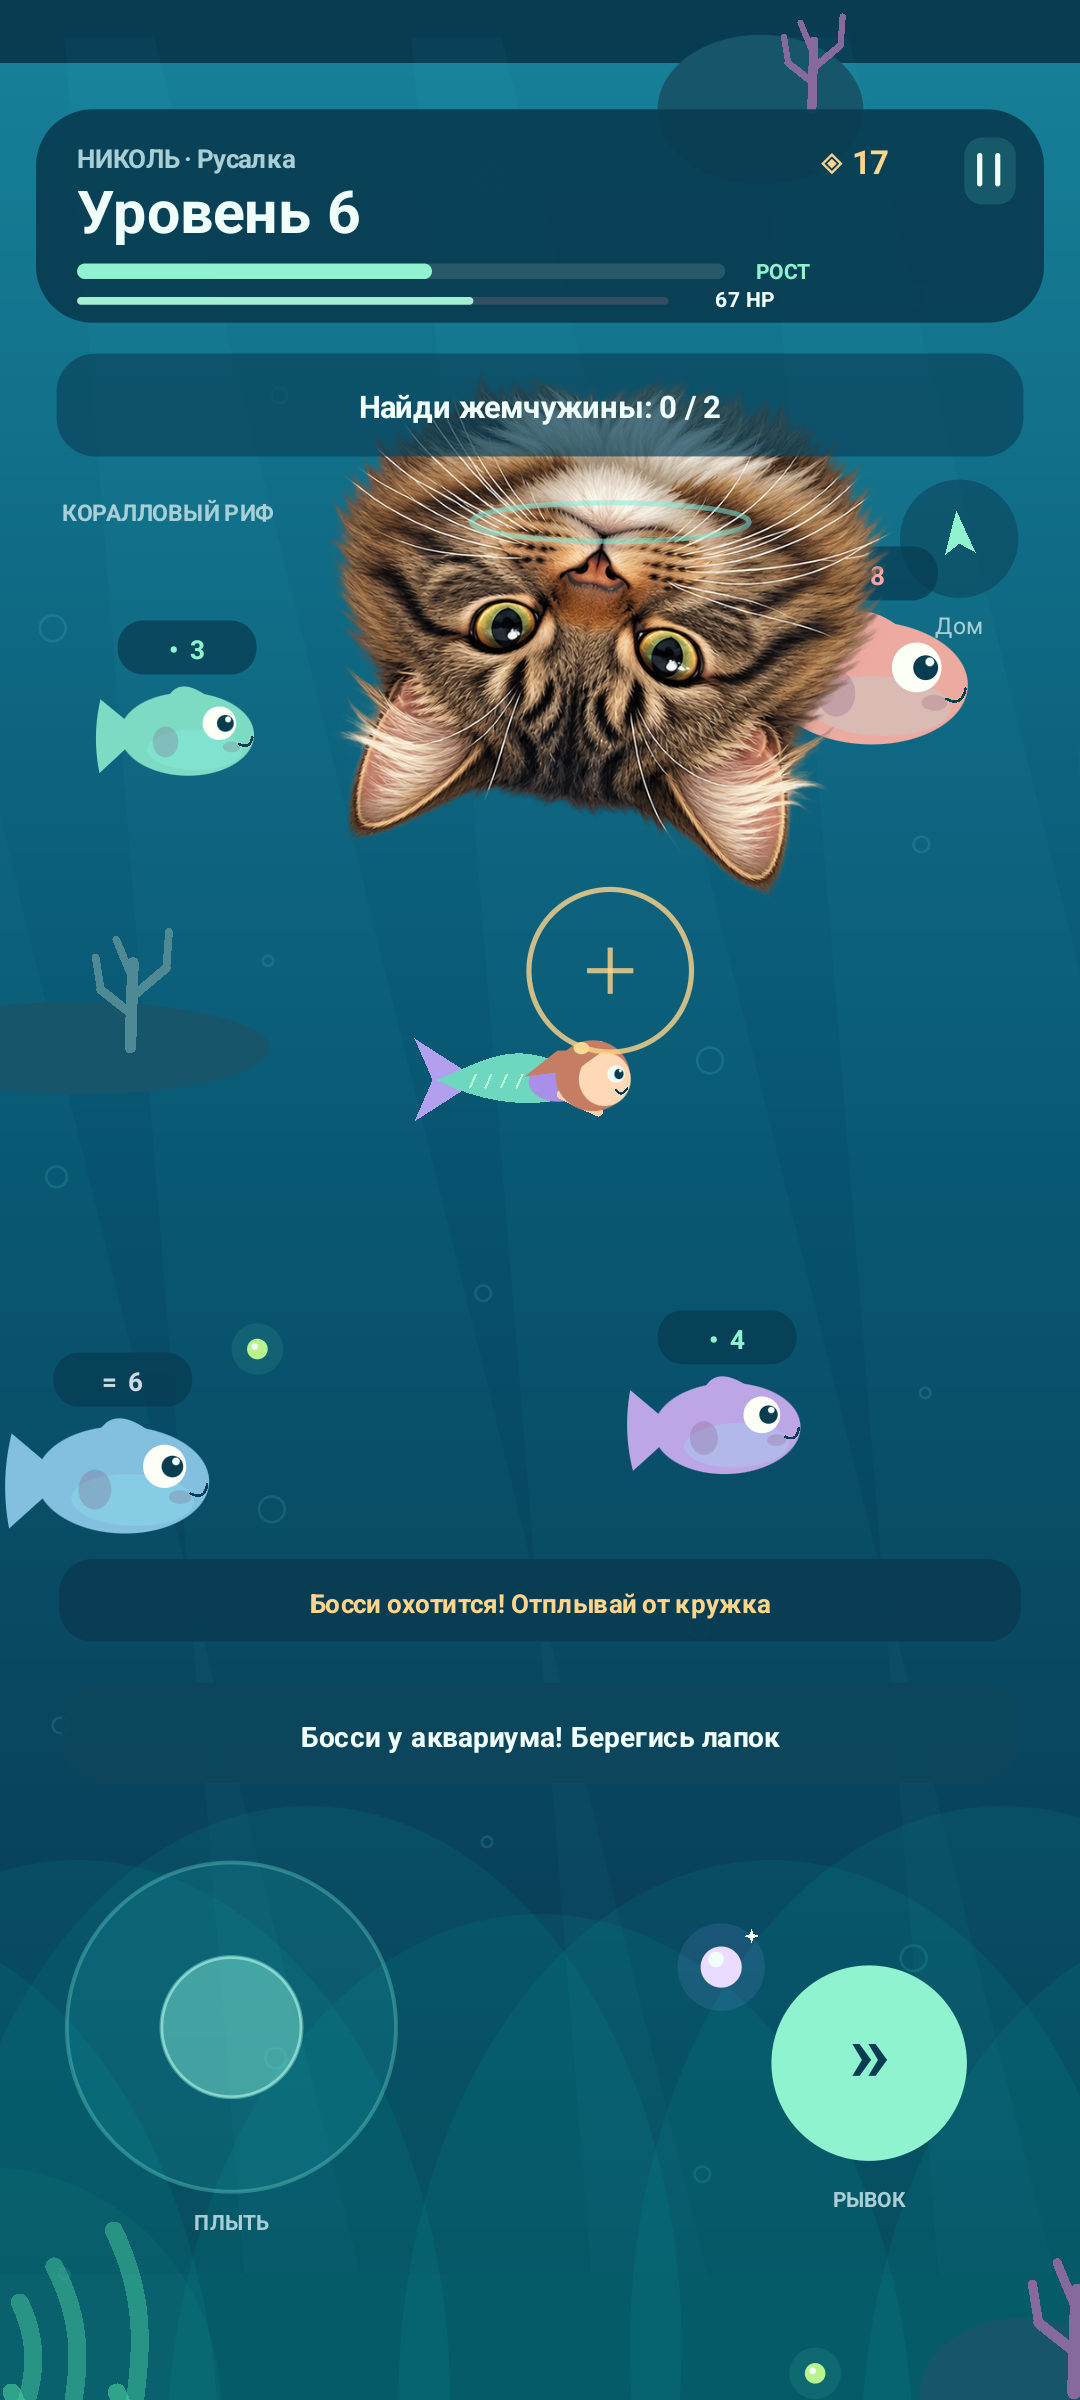 НИКОЛЬ · Русалка
17
Уровень 6
РОСТ
67 HP
Найди жемчужины: 0 / 2
КОРАЛЛОВЫЙ РИФ
8
Дом
• 3
• 4
= 6
Босси охотится! Отплывай от кружка
Босси у аквариума! Берегись лапок
»
ПЛЫТЬ
РЫВОК